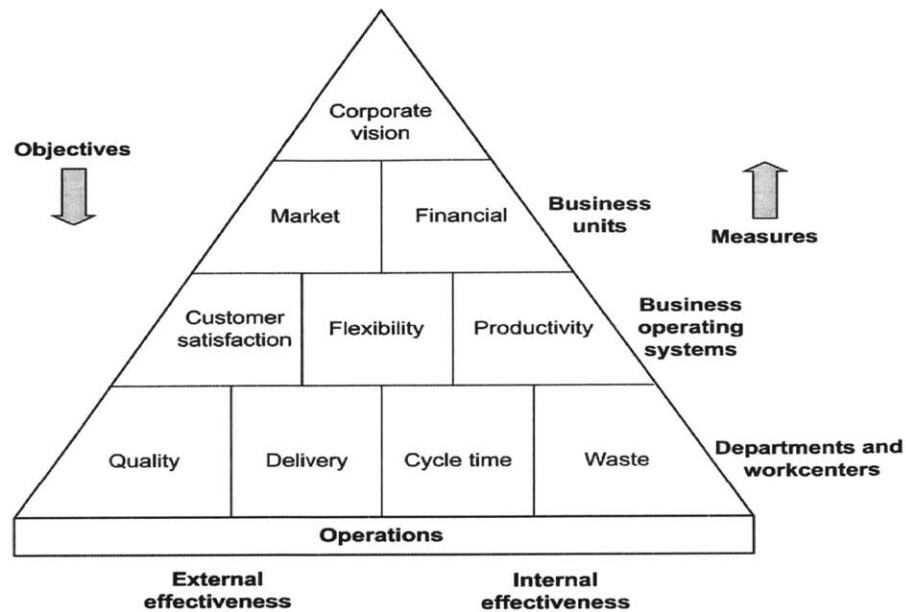 Corporate
vision
Objectives
Market
Financial
Business
units
Measures
Customer
satisfaction
Flexibility
Productivity
Business
operating
systems
Quality
Delivery
Cycle time
Waste
Departments and
workcenters
Operations
External
effectiveness
Internal
effectiveness